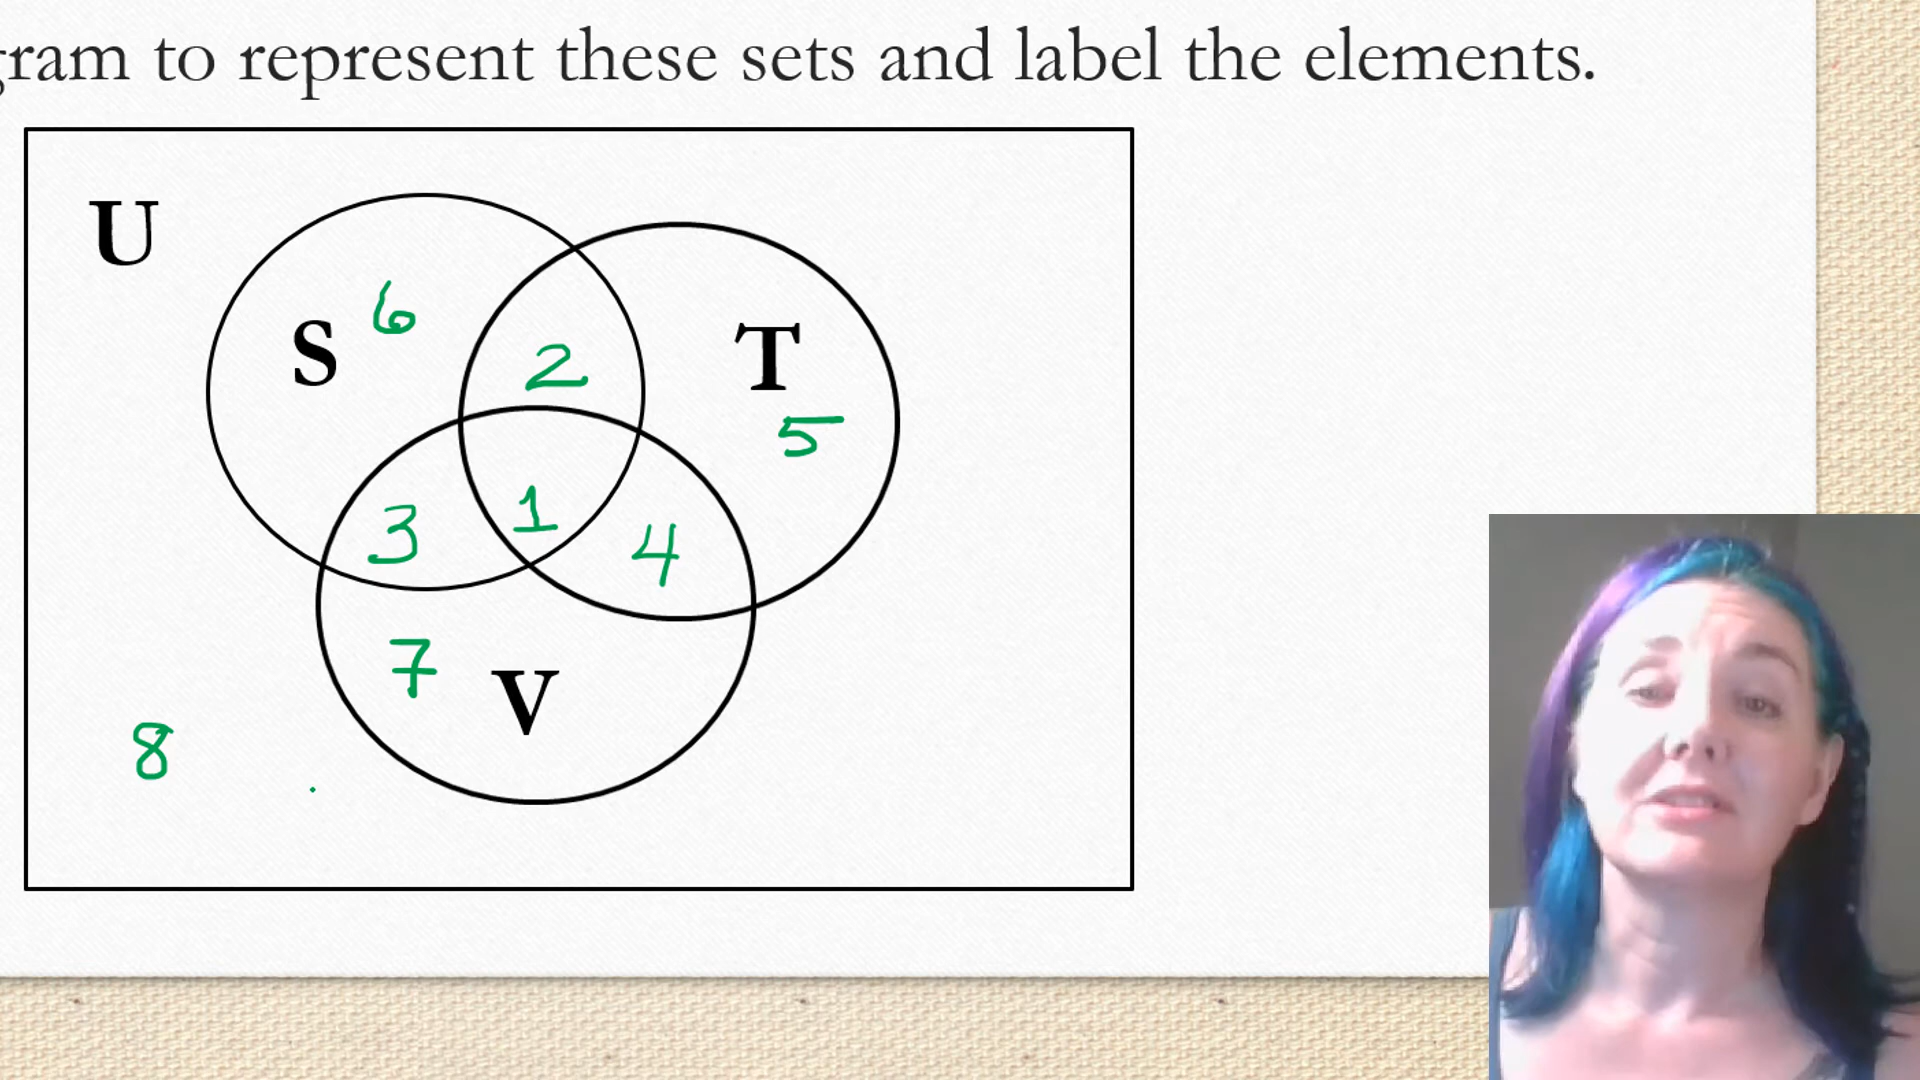 gram to represent these sets and label the elements.
U
6
S
2
T
5
3
1
4
7
V
8